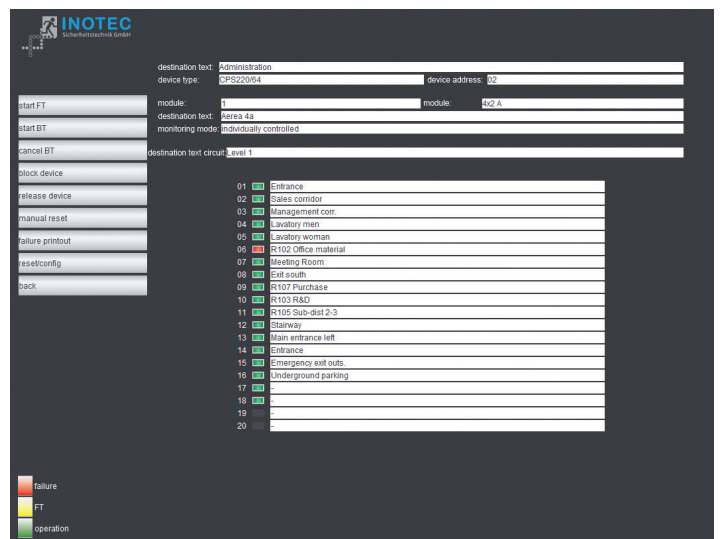 INOTEC
Sicherheitstechnik GmbH
destination text: Administration
device type: CPS220/64 device address: 02
module: 1 module: 4x2 A
destination text: Aerea 4a
monitoring mode: individually controlled
destination text circuit: Level 1
start FT
start BT
cancel BT
block device
release device
manual reset
failure printout
reset/config
back
01 Entrance
02 Sales corridor
03 Management corr.
04 Lavatory men
05 Lavatory woman
06 R102 Office material
07 Meeting Room
08 Exit south
09 R107 Purchase
10 R103 R&D
11 R105 Sub-dist 2-3
12 Stairway
13 Main entrance left
14 Entrance
15 Emergency exit outs.
16 Underground parking
17 -
18 -
19 -
20 -
failure
FT
operation